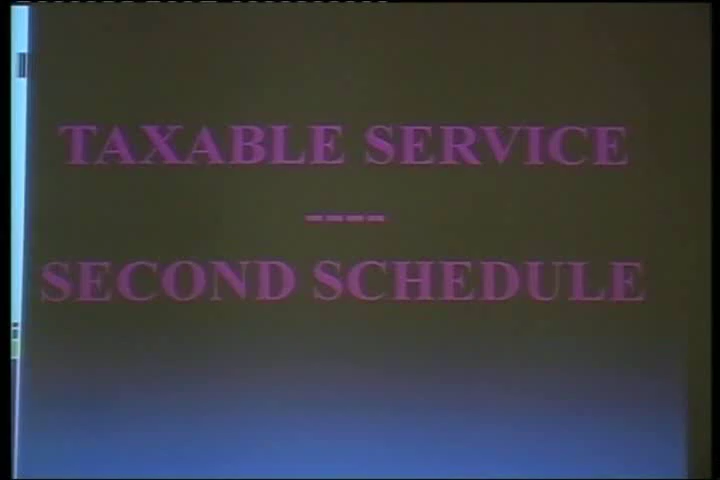 TAXABLE SERVICE
----
SECOND SCHEDULE